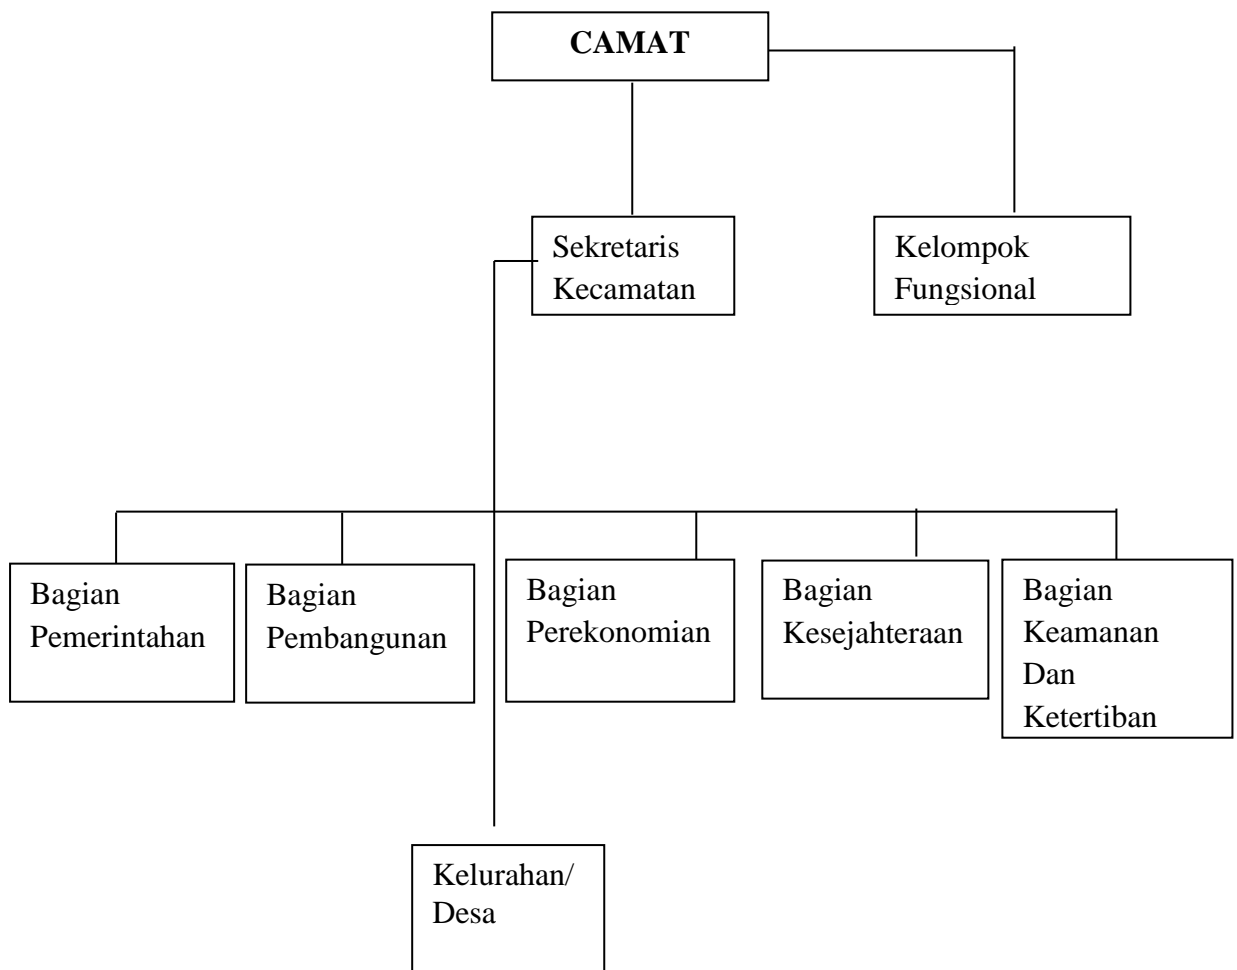 CAMAT
Sekretaris
Kecamatan
Kelompok
Fungsional
Bagian
Pemerintahan
Bagian
Pembangunan
Bagian
Perekonomian
Bagian
Kesejahteraan
Bagian
Keamanan
Dan
Ketertiban
Kelurahan/
Desa